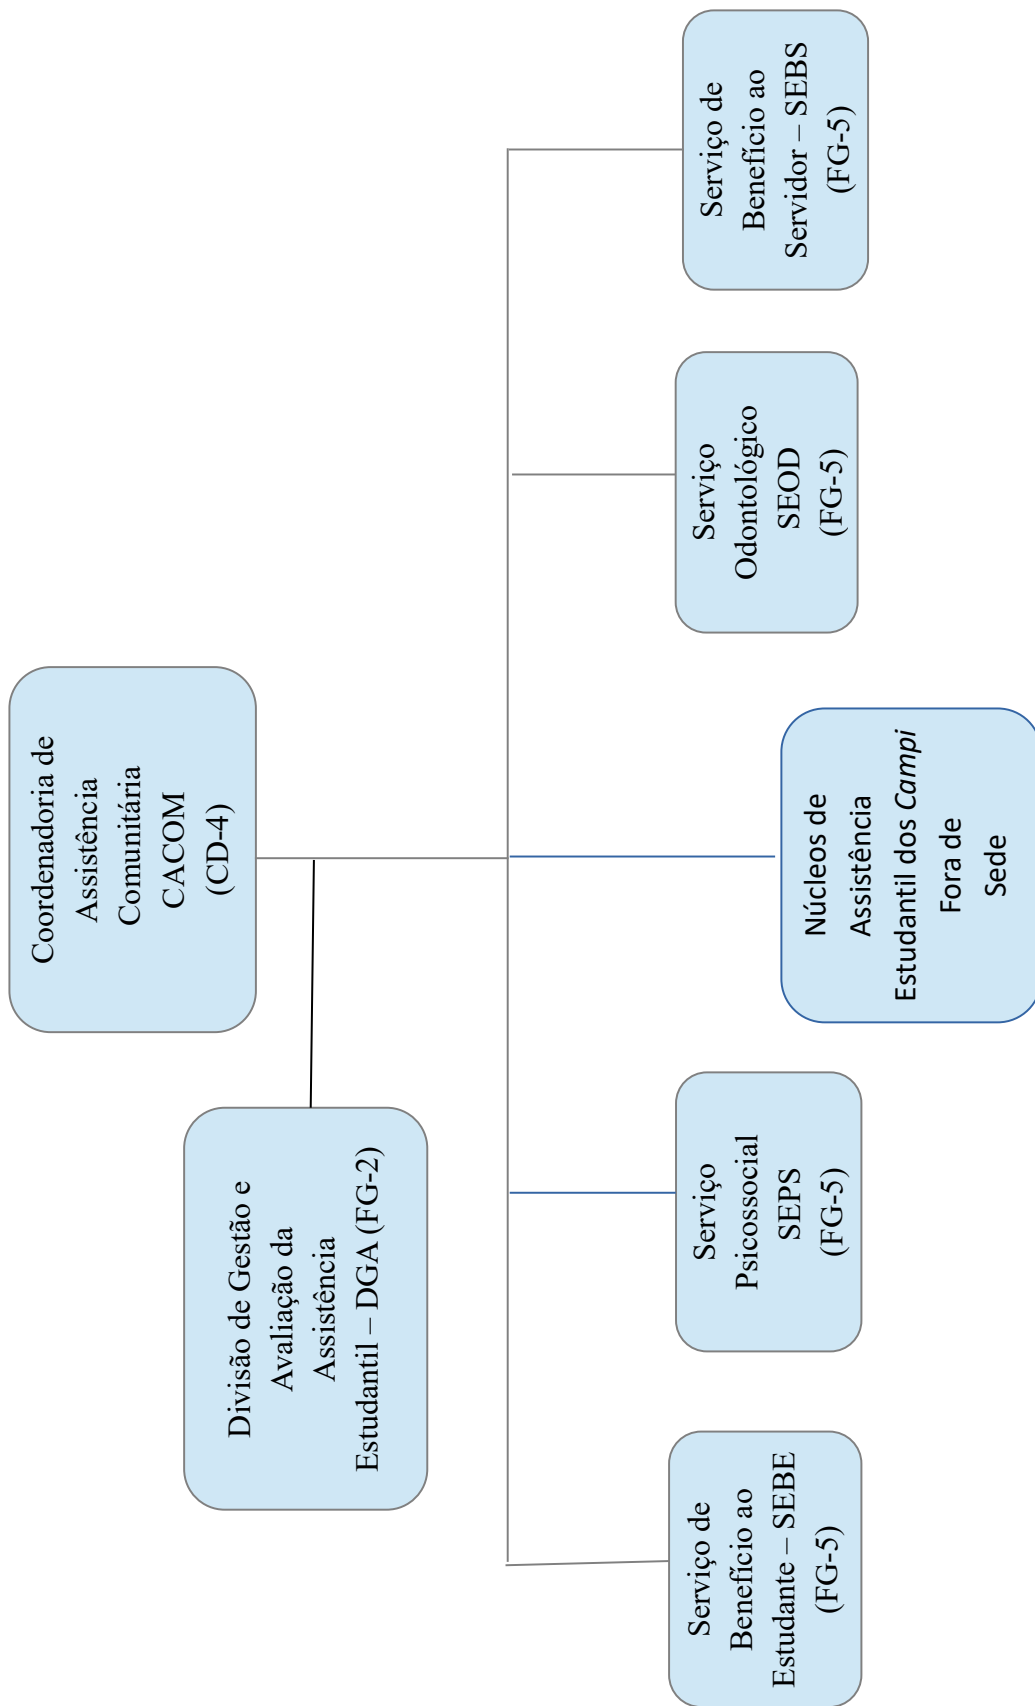 Coordenadoria de
Assistência
Comunitária
CACOM
(CD-4)
Divisão de Gestão e
Avaliação da
Assistência
Estudantil – DGA (FG-2)
Serviço de
Benefício ao
Estudante – SEBE
(FG-5)
Serviço
Psicossocial
SEPS
(FG-5)
Núcleos de
Assistência
Estudantil dos Campi
Fora de
Sede
Serviço
Odontológico
SEOD
(FG-5)
Serviço de
Benefício ao
Servidor – SEBS
(FG-5)